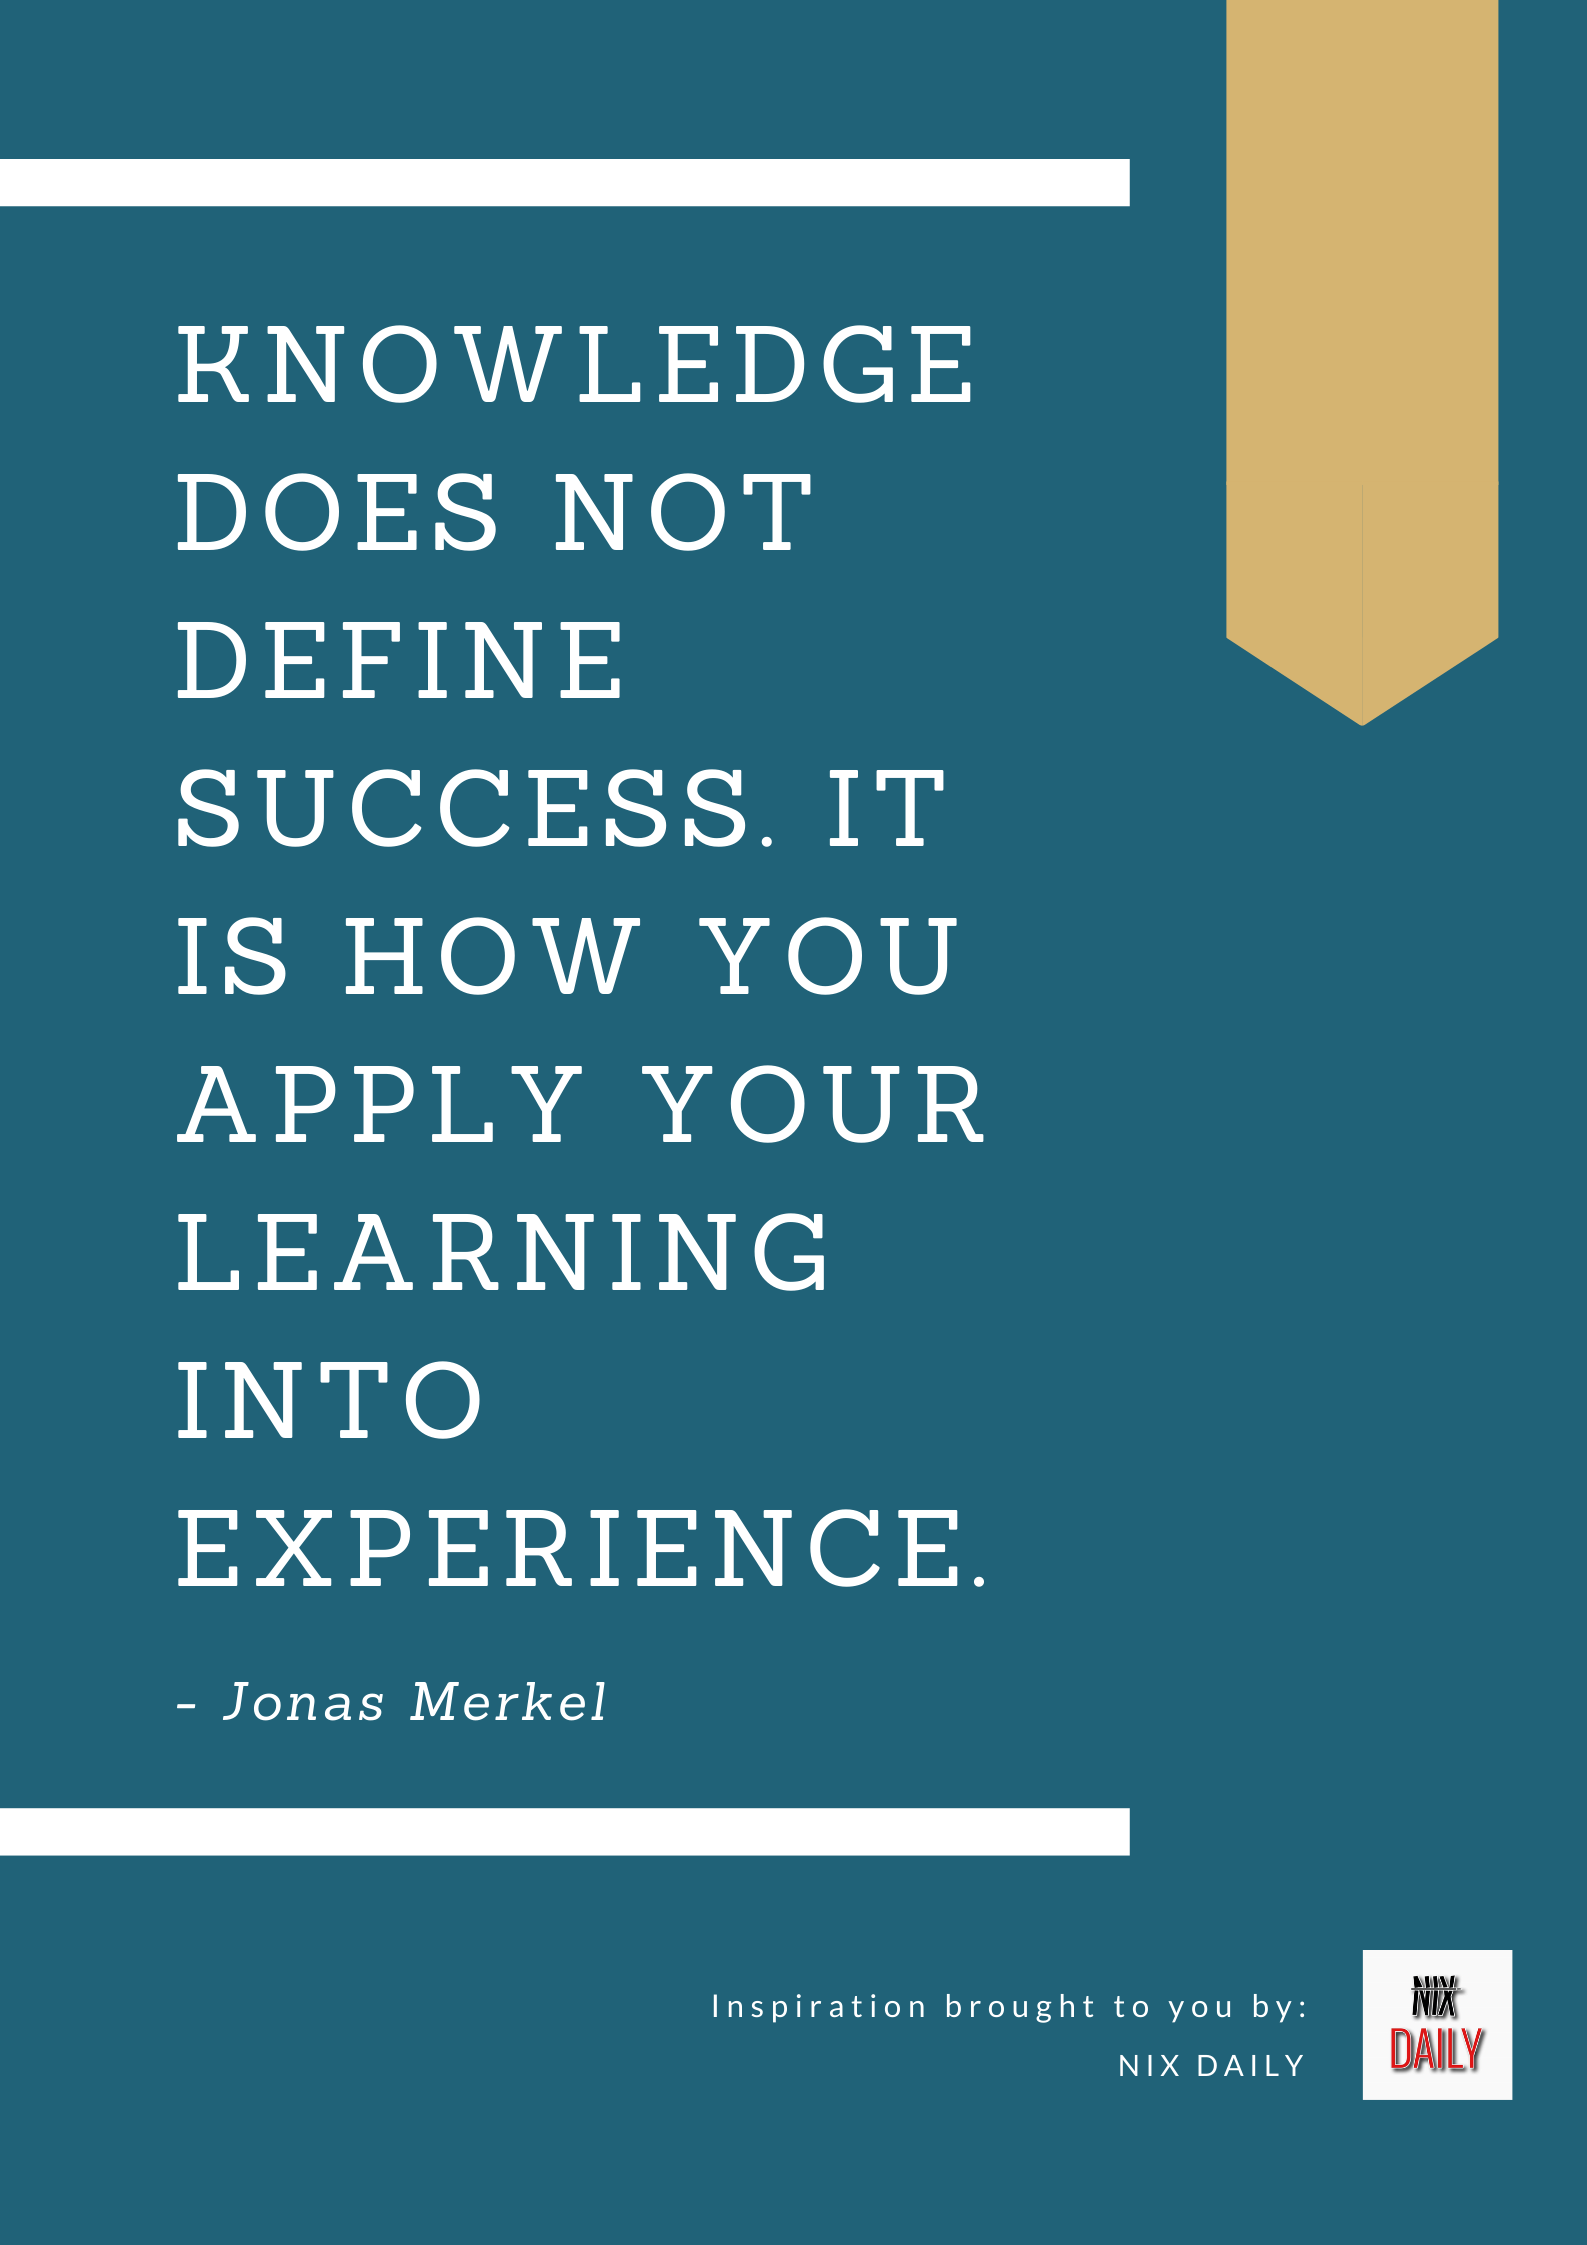 KNOWLEDGE
DOES NOT
DEFINE
SUCCESS. IT
IS HOW YOU
APPLY YOUR
LEARNING
INTO
EXPERIENCE.
- Jonas Merkel
Inspiration brought to you by:
NIX DAILY
NIX
DAILY